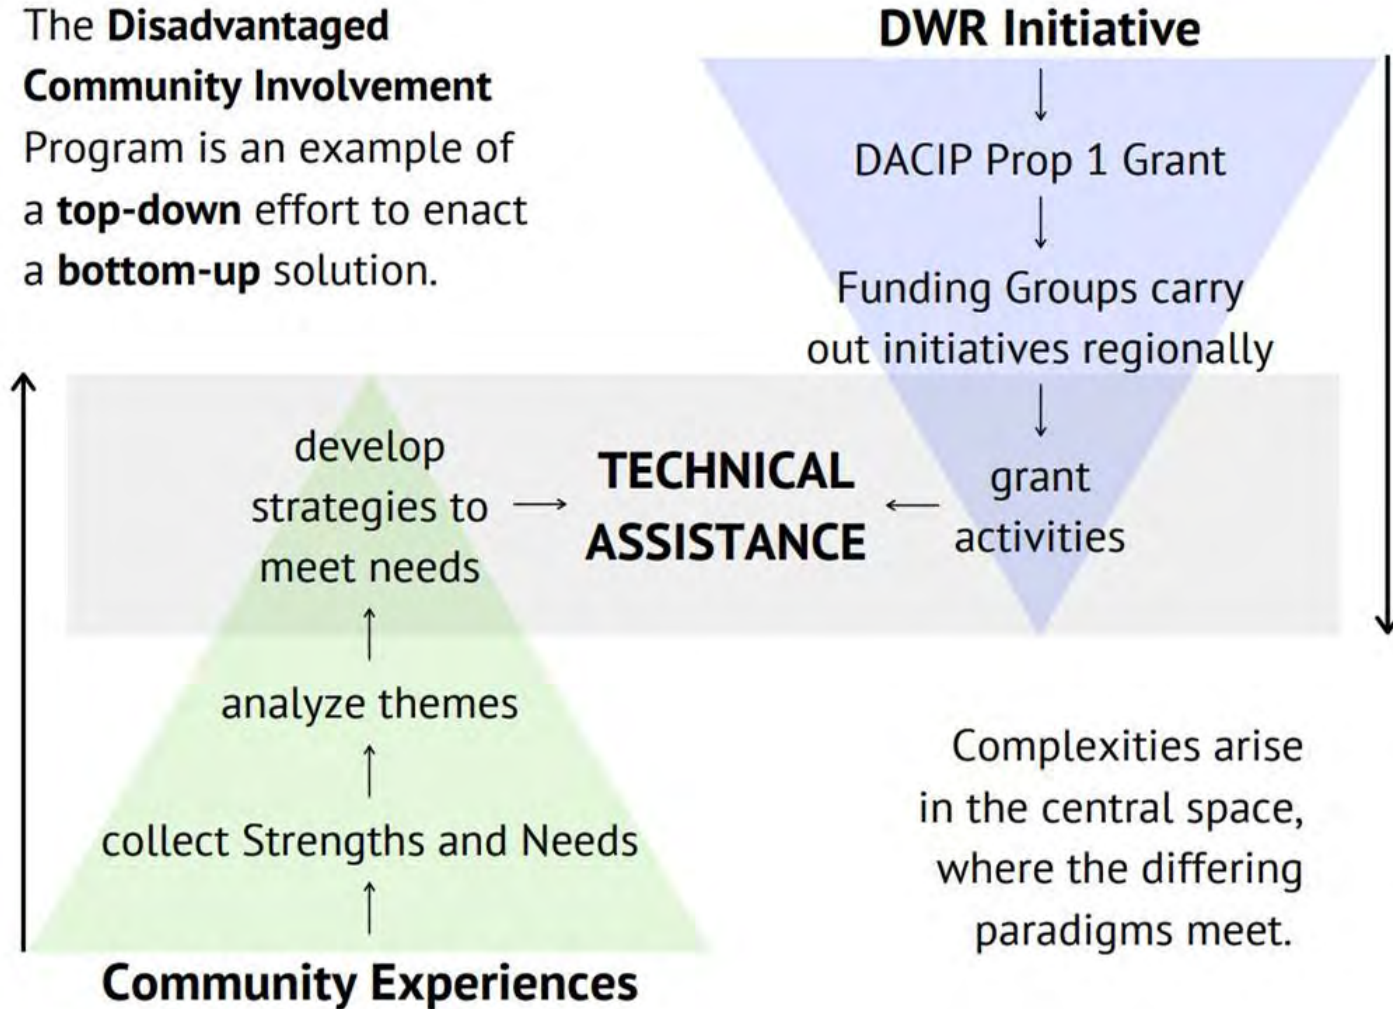 The Disadvantaged
Community Involvement
Program is an example of
a top-down effort to enact
a bottom-up solution.
DWR Initiative
DACIP Prop 1 Grant
Funding Groups carry
out initiatives regionally
grant
activities
TECHNICAL
ASSISTANCE
develop
strategies to
meet needs
analyze themes
collect Strengths and Needs
Community Experiences
Complexities arise
in the central space,
where the differing
paradigms meet.